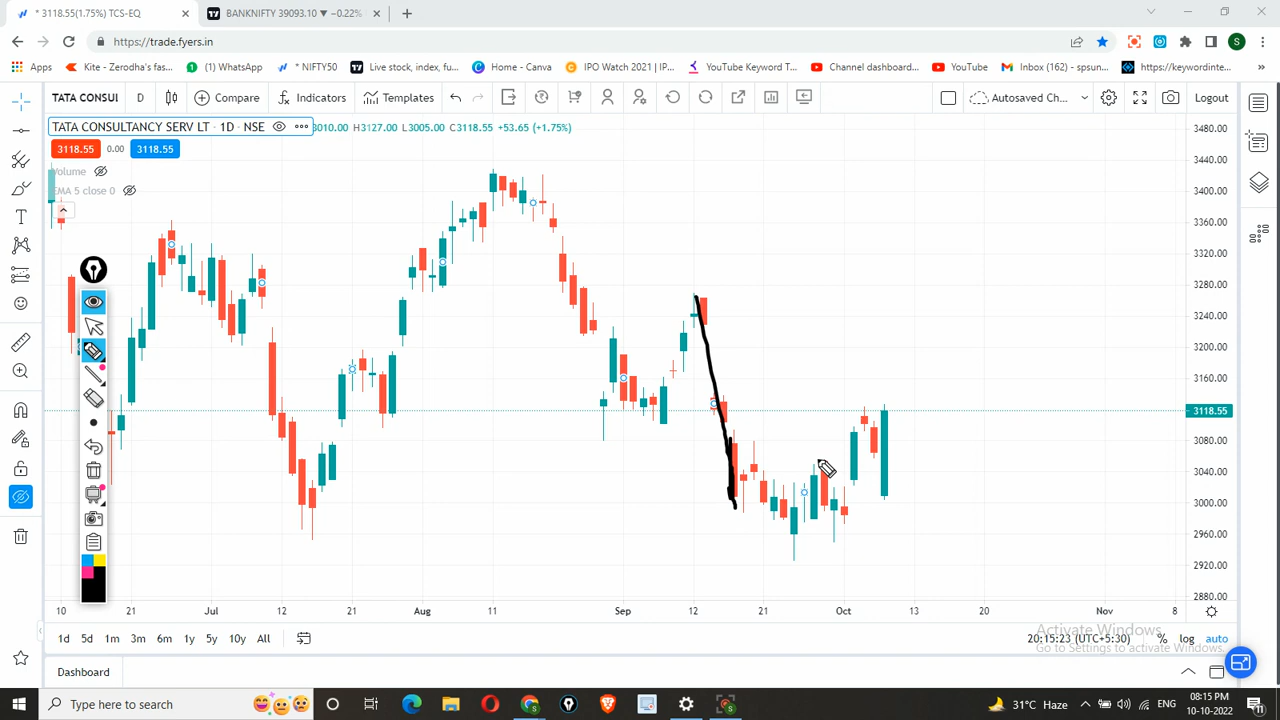 * 3118.55(1.75%) TCS-EQ
BANKNIFTY 39093.10 ▼ −0.22%
https://trade.fyers.in
S
Apps
Kite - Zerodha's fas...
(1) WhatsApp
* NIFTY50
Live stock, index, fu...
Home - Canva
IPO Watch 2021 | IP...
YouTube Keyword T...
Channel dashboard...
YouTube
Inbox (162) - spsun...
https://keywordinte...
TATA CONSUI
D
Compare
Indicators
Templates
Autosaved Ch...
Logout
TATA CONSULTANCY SERV LT · 1D · NSE
3010.00 H3127.00 L3005.00 C3118.55 +53.65 (+1.75%)
3118.55 0.00 3118.55
Volume
EMA 5 close 0
3480.00
3440.00
3400.00
3360.00
3320.00
3280.00
3240.00
3200.00
3160.00
3118.55
3080.00
3040.00
3000.00
2960.00
2920.00
2880.00
10 21 Jul 12 21 Aug 11 Sep 12 21 Oct 13 20 Nov 8
1d 5d 1m 3m 6m 1y 5y 10y All
20:15:23 (UTC+5:30) % log auto
Activate Windows
Go to Settings to activate Windows.
Dashboard
Type here to search
31°C Haze
ENG
08:15 PM
10-10-2022
11